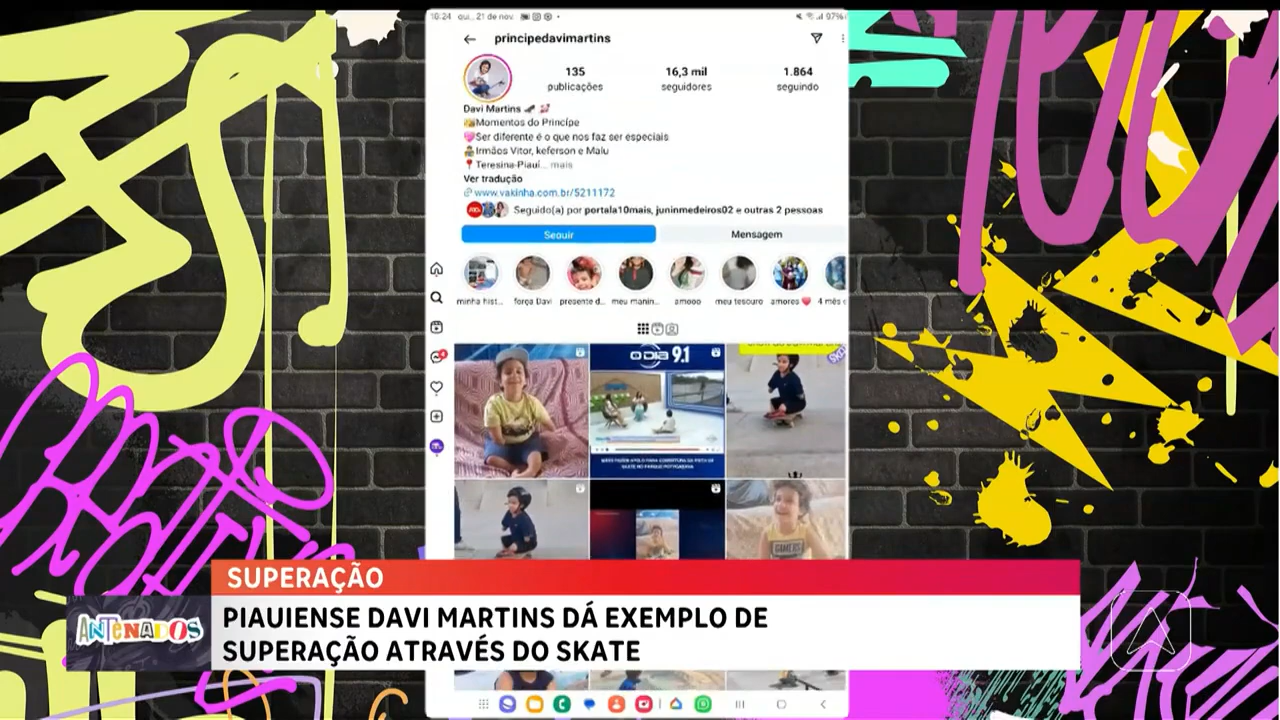 16:24 qui., 21 de nov.
97%
principedavimartins
135
16,3 mil
1.864
publicações
seguidores
seguindo
Davi Martins
Momentos do Príncipe
Ser diferente é o que nos faz ser especiais
Irmãos Vitor, keferson e Malu
Teresina-Piauí... mais
Ver tradução
www.vakinha.com.br/5211172
Seguido(a) por portala10mais, juninmedeiros02 e outras 2 pessoas
Seguir
Mensagem
minha hist...
força Davi
presente d...
meu manin...
amooo
meu tesouro
amores
4 mês
O DIA 9.1
GAMERS
SUPERAÇÃO
ANTENADOS
PIAUIENSE DAVI MARTINS DÁ EXEMPLO DE
SUPERAÇÃO ATRAVÉS DO SKATE